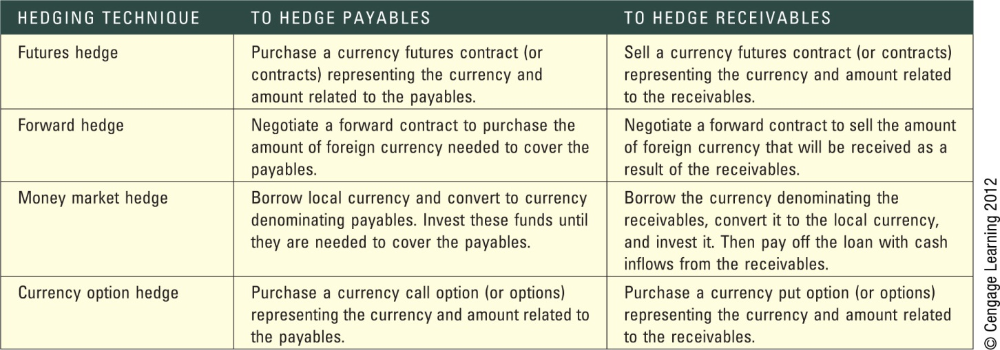 HEDGING TECHNIQUE TO HEDGE PAYABLES TO HEDGE RECEIVABLES
Futures hedge
Purchase a currency futures contract (or
contracts) representing the currency and
amount related to the payables.
Sell a currency futures contract (or contracts)
representing the currency and amount related
to the receivables.
Forward hedge
Negotiate a forward contract to purchase the
amount of foreign currency needed to cover the
payables.
Negotiate a forward contract to sell the amount
of foreign currency that will be received as a
result of the receivables.
Money market hedge
Borrow local currency and convert to currency
denominating payables. Invest these funds until
they are needed to cover the payables.
Borrow the currency denominating the
receivables, convert it to the local currency,
and invest it. Then pay off the loan with cash
inflows from the receivables.
Currency option hedge
Purchase a currency call option (or options)
representing the currency and amount related to
the payables.
Purchase a currency put option (or options)
representing the currency and amount related
to the receivables.
© Cengage Learning 2012